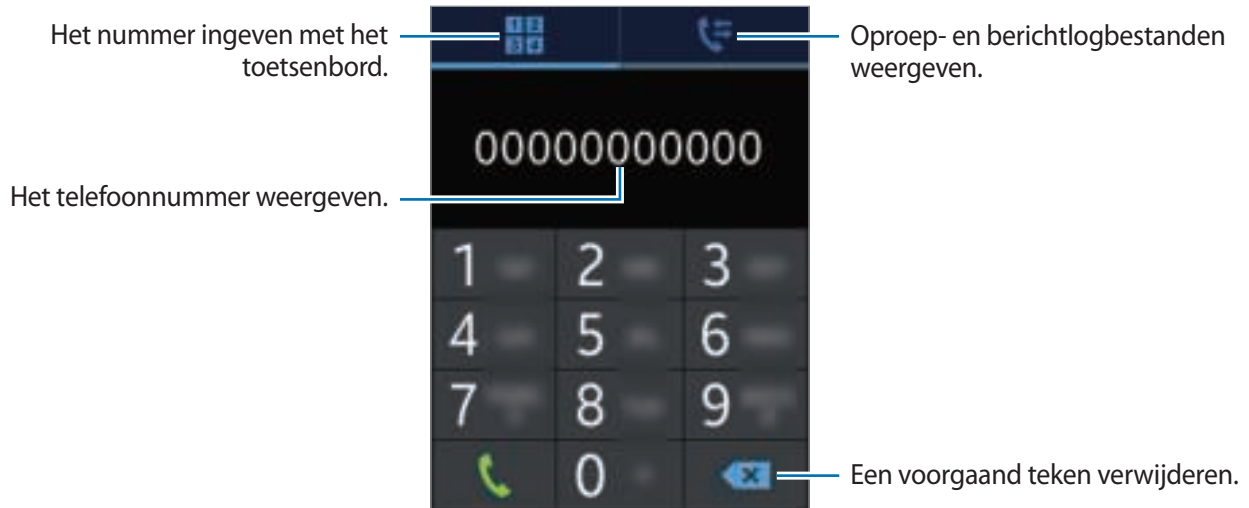 Het nummer ingeven met het
toetsenbord.
Oproep- en berichtlogbestanden
weergeven.
00000000000
Het telefoonnummer weergeven.
1 2 3
4 5 6
7 8 9
0
Een voorgaand teken verwijderen.